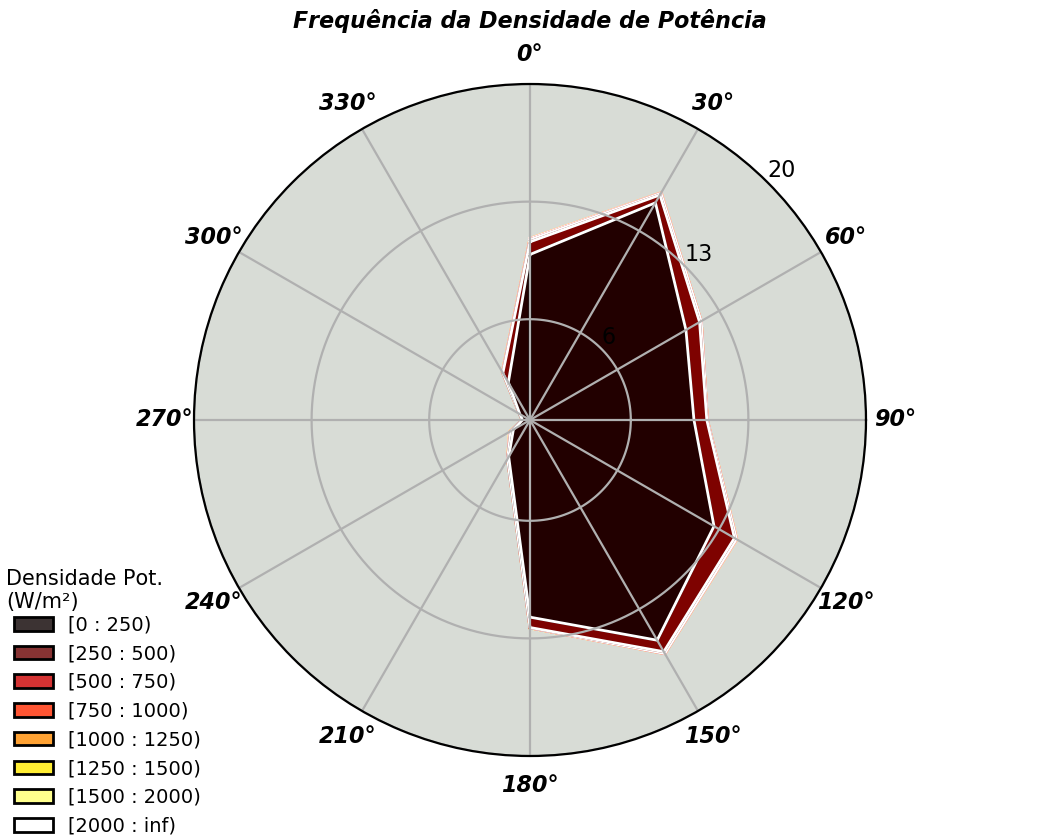 Frequência da Densidade de Potência
0°
30°
60°
90°
120°
150°
180°
210°
240°
270°
300°
330°
20
13
6
Densidade Pot.
(W/m²)
[0 : 250)
[250 : 500)
[500 : 750)
[750 : 1000)
[1000 : 1250)
[1250 : 1500)
[1500 : 2000)
[2000 : inf)